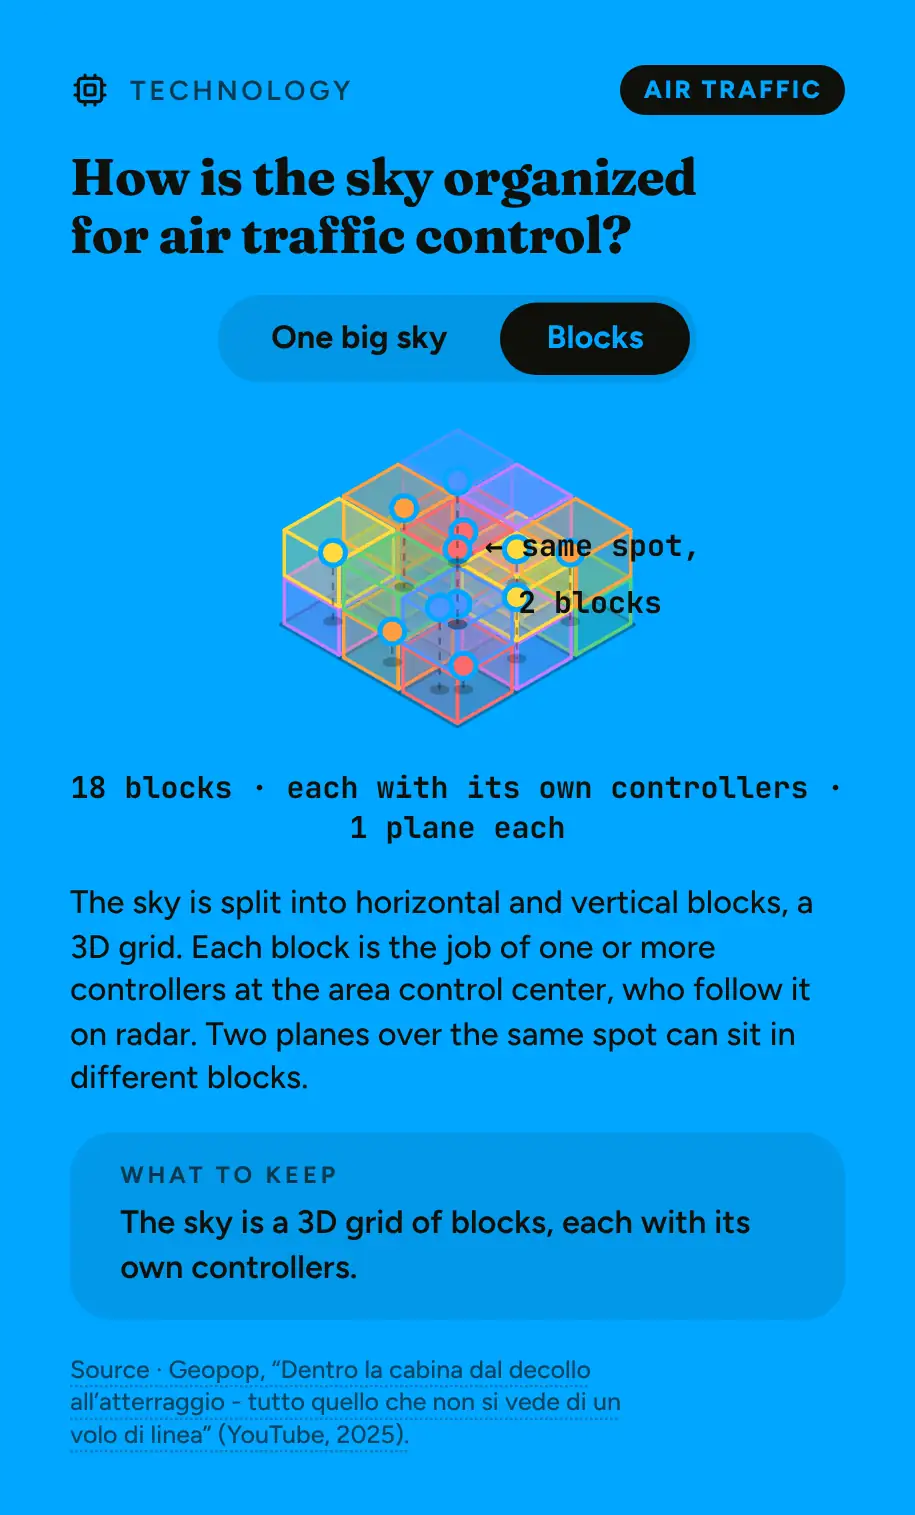 TECHNOLOGY
AIR TRAFFIC
How is the sky organized
for air traffic control?
One big sky
Blocks
← same spot,
2 blocks
18 blocks · each with its own controllers ·
1 plane each
The sky is split into horizontal and vertical blocks, a
3D grid. Each block is the job of one or more
controllers at the area control center, who follow it
on radar. Two planes over the same spot can sit in
different blocks.
WHAT TO KEEP
The sky is a 3D grid of blocks, each with its
own controllers.
Source · Geopop, “Dentro la cabina dal decollo
all’atterraggio - tutto quello che non si vede di un
volo di linea” (YouTube, 2025).